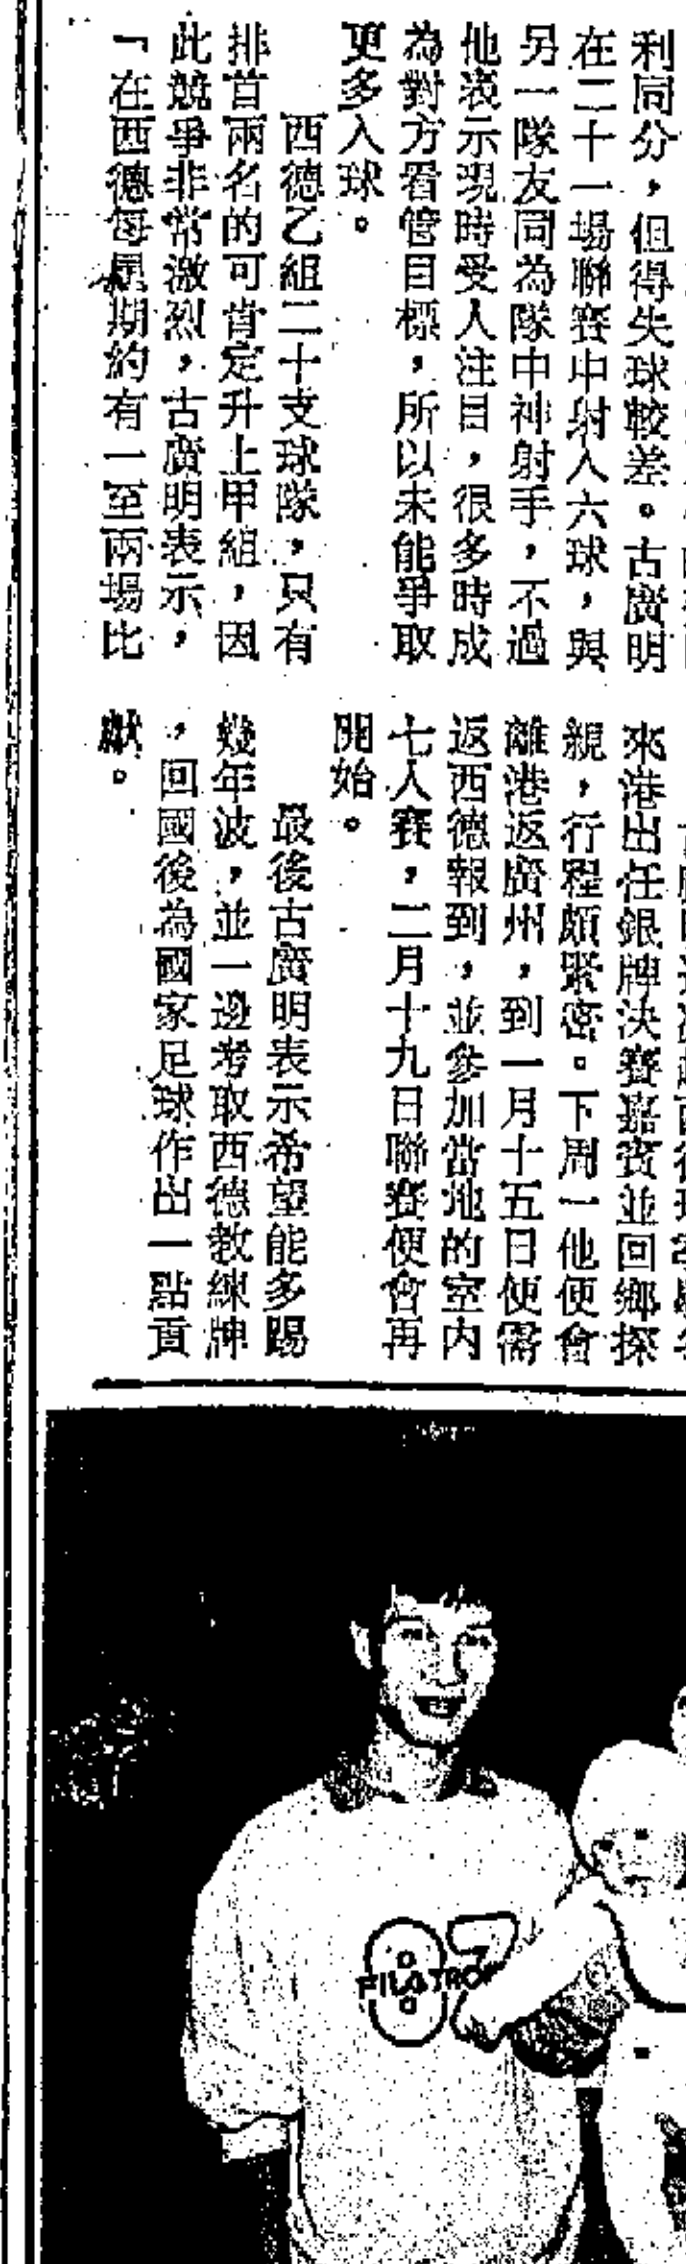 利同分，但得失球較差。古廣明
在二十一場聯賽中射入六球，與
另一隊友同為隊中神射手，不過
他表示現時受人注目，很多時成
為對方看管目標，所以未能爭取
更多入球。
西德乙組二十支球隊，只有
排首兩名的可肯定升上甲組，因
此競爭非常激烈，古廣明表示，
「在西德每星期約有一至兩場比
來港出任銀牌決賽嘉賓並回鄉探
親，行程頗緊密。下周一他便會
離港返廣州，到一月十五日便需
返西德報到，並參加當地的室內
七人賽，二月十九日聯賽便會再
開始。
最後古廣明表示希望能多踢
幾年波，並一邊考取西德教練牌
，回國後為國家足球作出一點貢
獻。
87
FILA TROP